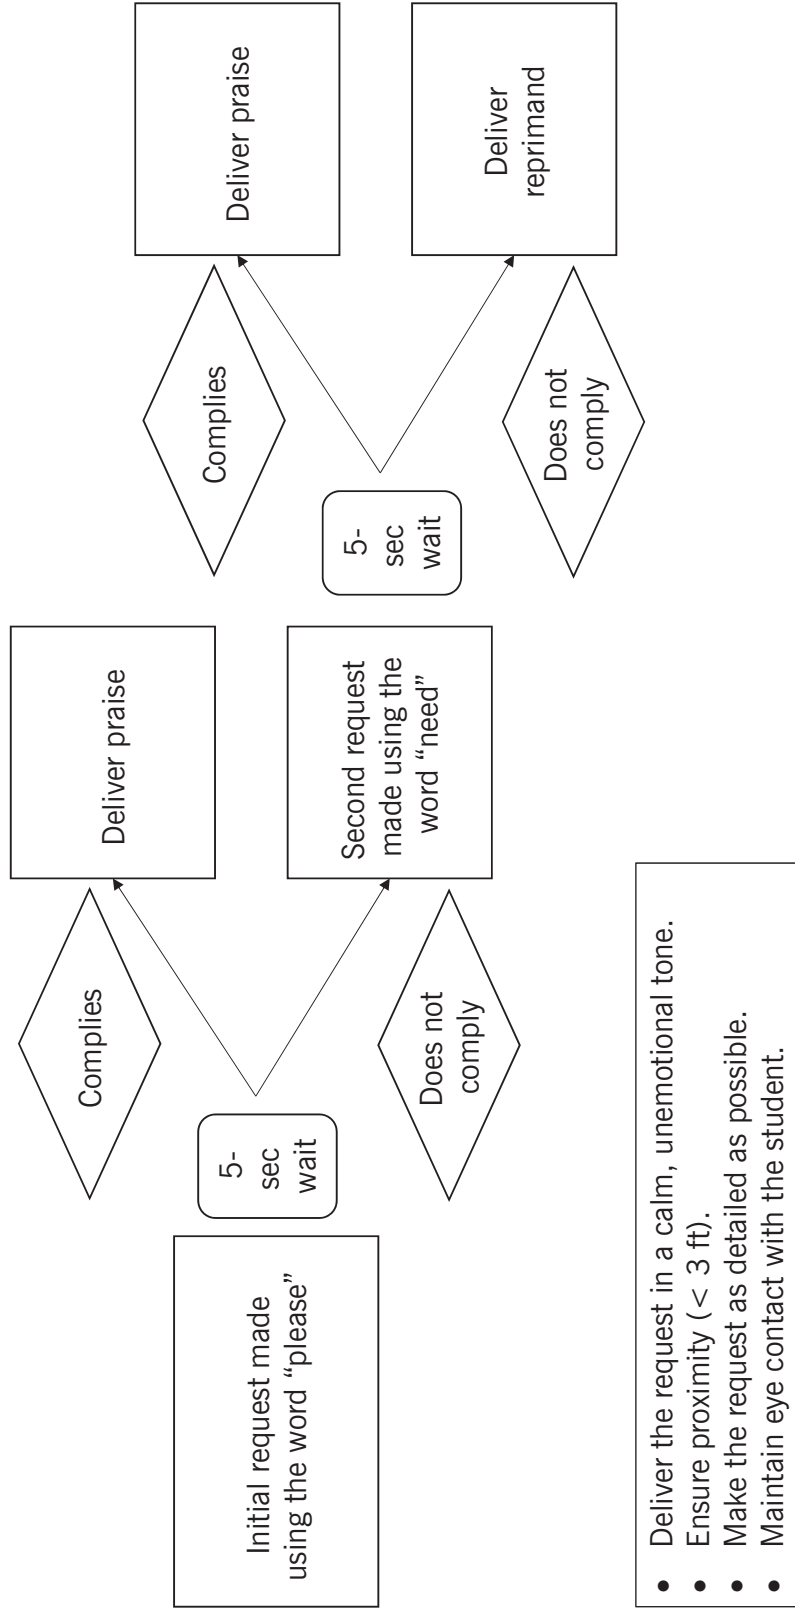 Initial request made
using the word “please”
5-
sec
wait
Complies
Deliver praise
Does not
comply
Second request
made using the
word “need”
5-
sec
wait
Complies
Deliver praise
Does not
comply
Deliver
reprimand
• Deliver the request in a calm, unemotional tone.
• Ensure proximity (< 3 ft).
• Make the request as detailed as possible.
• Maintain eye contact with the student.